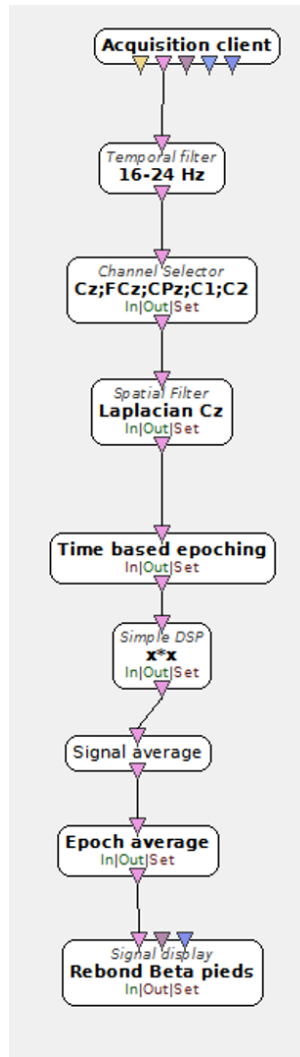 Acquisition client
Temporal filter
16-24 Hz
Channel Selector
Cz;FCz;CPz;C1;C2
In|Out|Set
Spatial Filter
Laplacian Cz
In|Out|Set
Time based epoching
In|Out|Set
Simple DSP
x*x
In|Out|Set
Signal average
Epoch average
In|Out|Set
Signal display
Rebond Beta pieds
In|Out|Set